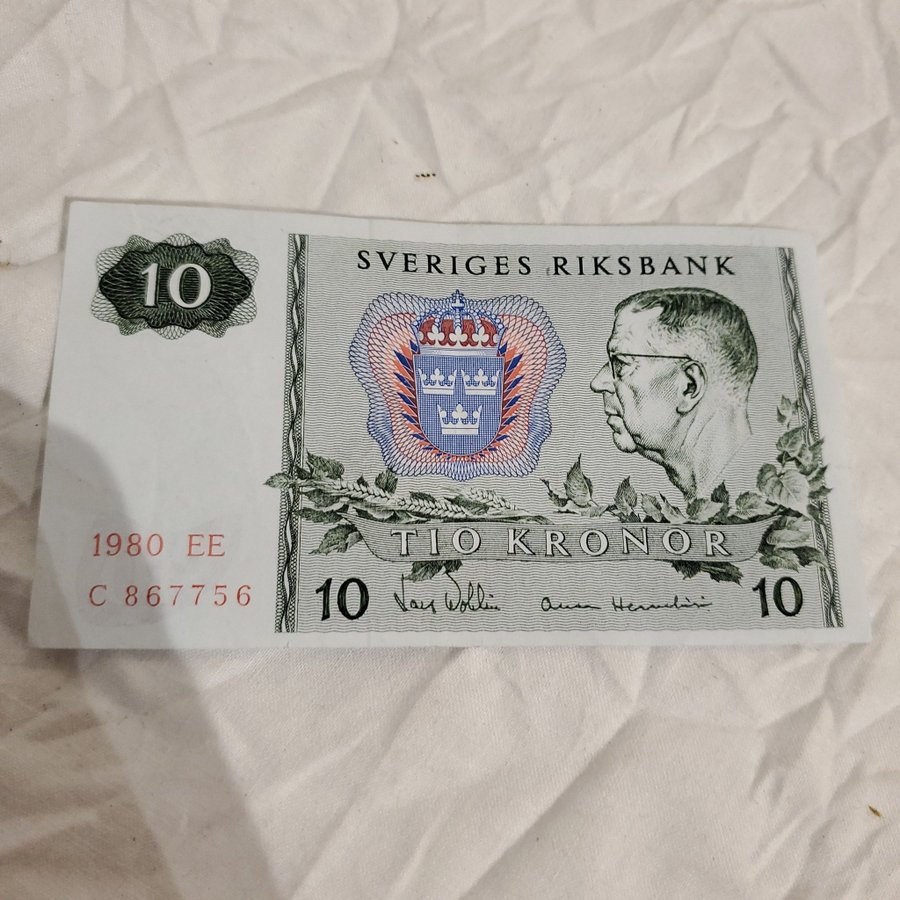 10
SVERIGES RIKSBANK
TIO KRONOR
1980 EE
C 867756
10
10